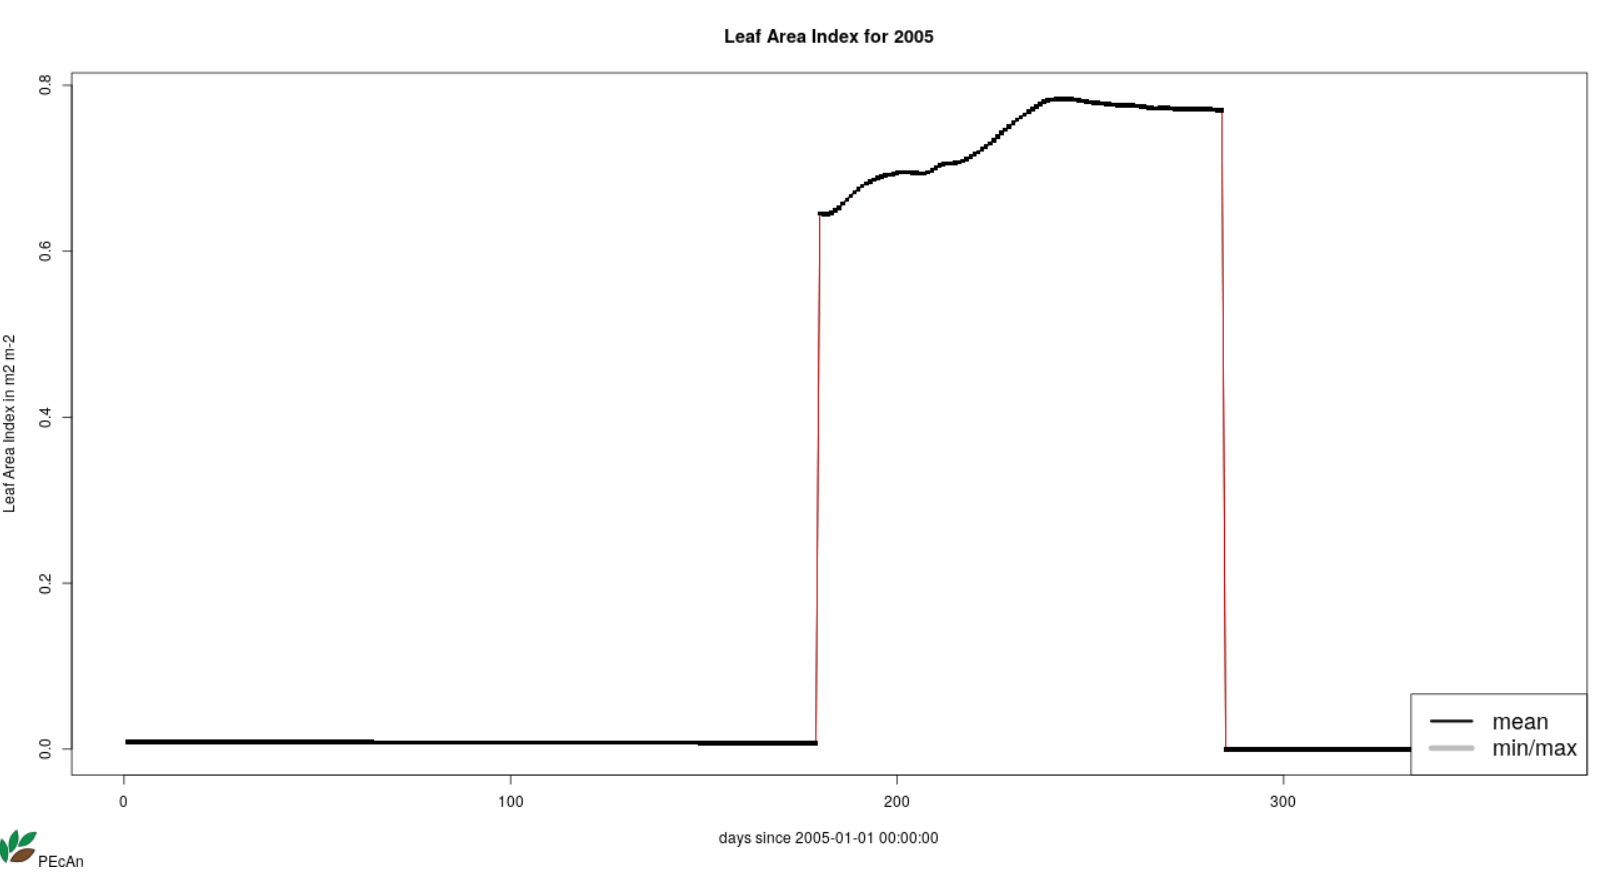 Leaf Area Index for 2005
0.8
0.6
0.4
0.2
0.0
Leaf Area Index in m2 m-2
mean
min/max
0 100 200 300
days since 2005-01-01 00:00:00
PEcAn